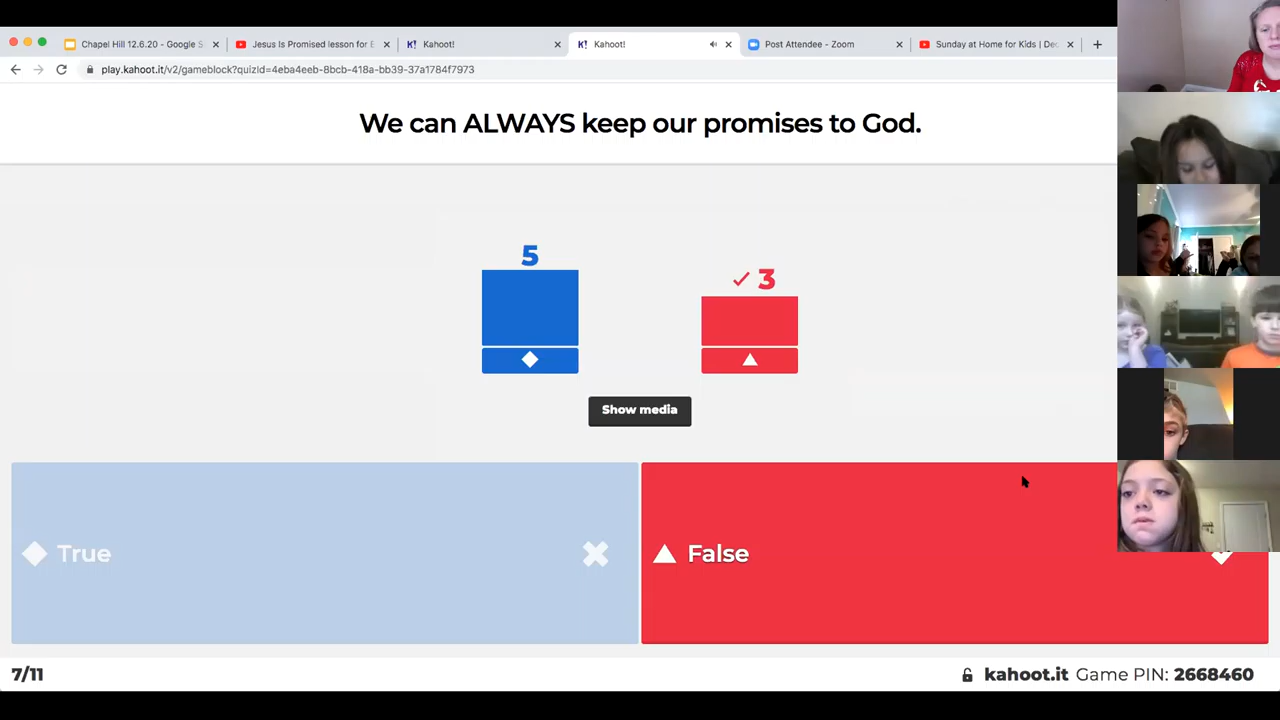 Chapel Hill 12.6.20 - Google S
Jesus Is Promised lesson for E
Kahoot!
Kahoot!
Post Attendee - Zoom
Sunday at Home for Kids | Dec
play.kahoot.it/v2/gameblock?quizId=4eba4eeb-8bcb-418a-bb39-37a1784f7973
We can ALWAYS keep our promises to God.
5
3
Show media
True
False
7/11
kahoot.it Game PIN: 2668460